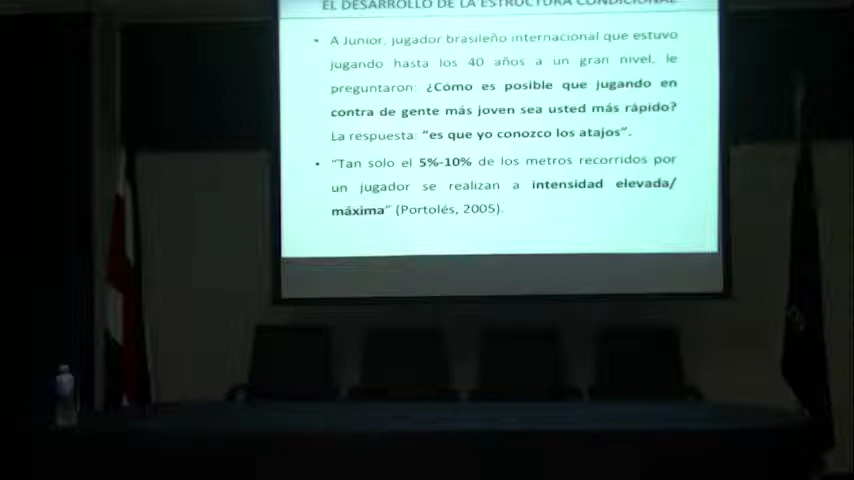 EL DESARROLLO DE LA ESTRUCTURA CONDICIONAL
• A Junior, jugador brasileño internacional que estuvo
jugando hasta los 40 años a un gran nivel, le
preguntaron: ¿Cómo es posible que jugando en
contra de gente más joven sea usted más rápido?
La respuesta: “es que yo conozco los atajos”.
• “Tan solo el 5%-10% de los metros recorridos por
un jugador se realizan a intensidad elevada/
máxima” (Portolés, 2005).